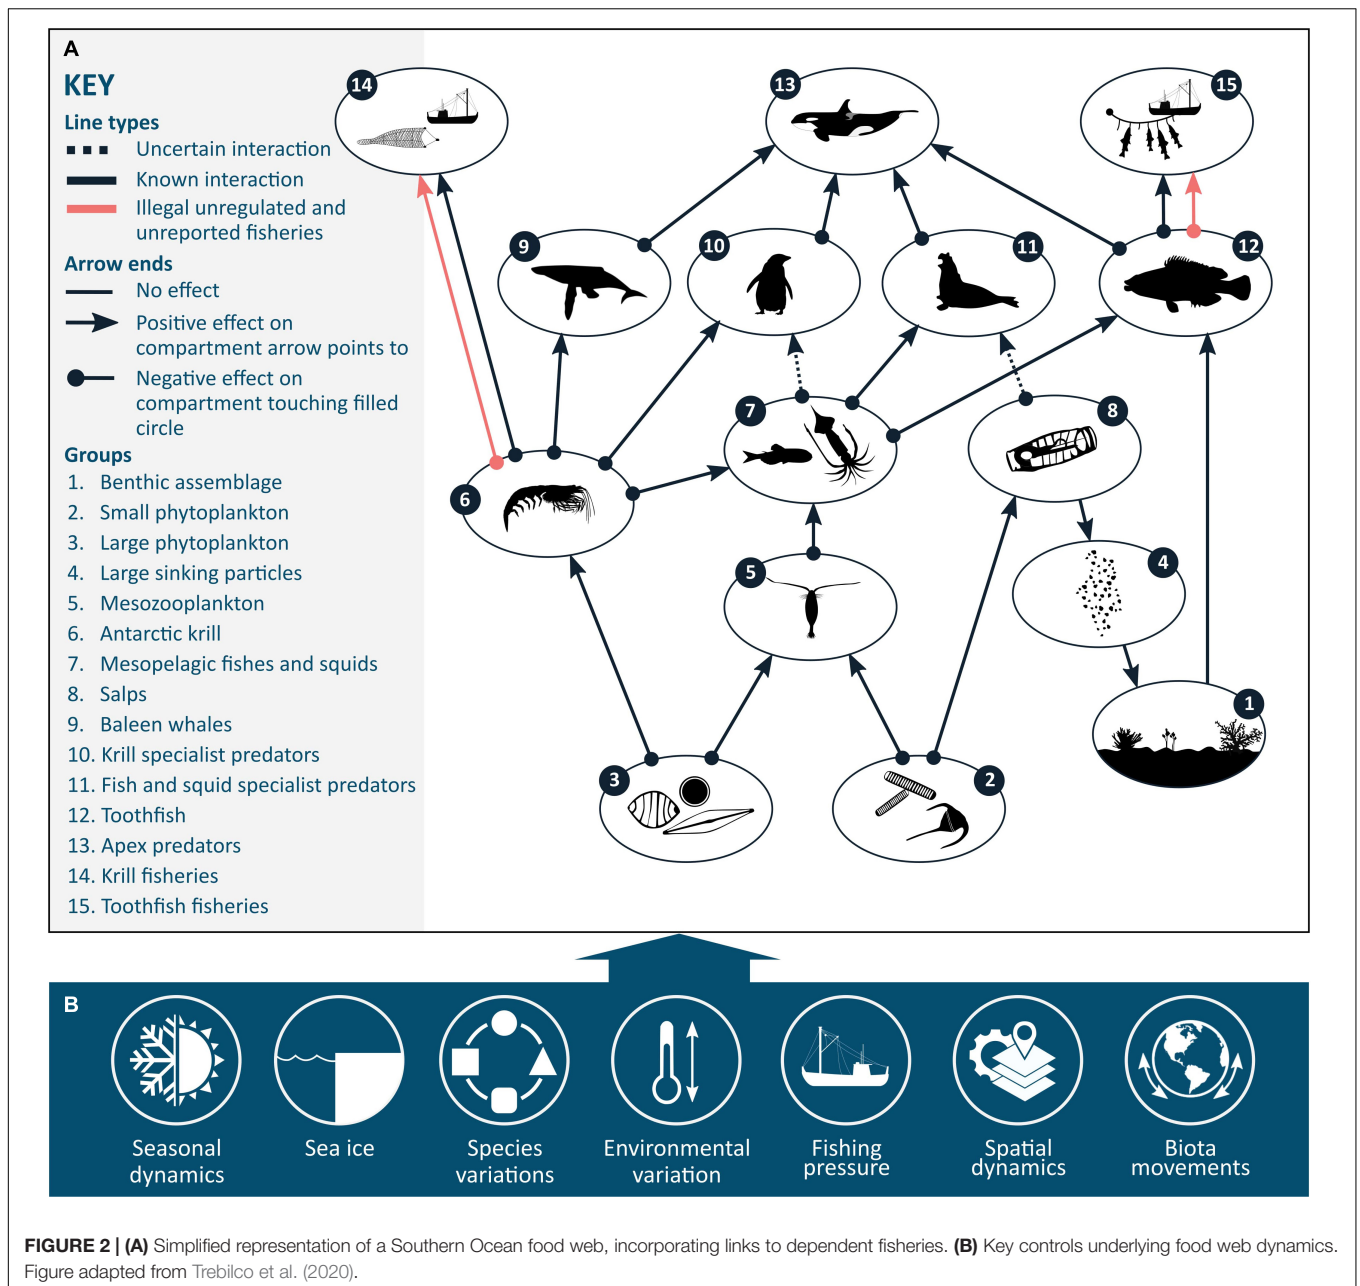 A
KEY
Line types
Uncertain interaction
Known interaction
Illegal unregulated and
unreported fisheries
Arrow ends
No effect
Positive effect on
compartment arrow points to
Negative effect on
compartment touching filled
circle
Groups
1. Benthic assemblage
2. Small phytoplankton
3. Large phytoplankton
4. Large sinking particles
5. Mesozooplankton
6. Antarctic krill
7. Mesopelagic fishes and squids
8. Salps
9. Baleen whales
10. Krill specialist predators
11. Fish and squid specialist predators
12. Toothfish
13. Apex predators
14. Krill fisheries
15. Toothfish fisheries
14
13
15
9
10
11
12
7
8
6
5
4
1
3
2
B
Seasonal
dynamics
Sea ice
Species
variations
Environmental
variation
Fishing
pressure
Spatial
dynamics
Biota
movements
FIGURE 2 | (A) Simplified representation of a Southern Ocean food web, incorporating links to dependent fisheries. (B) Key controls underlying food web dynamics.
Figure adapted from Trebilco et al. (2020).